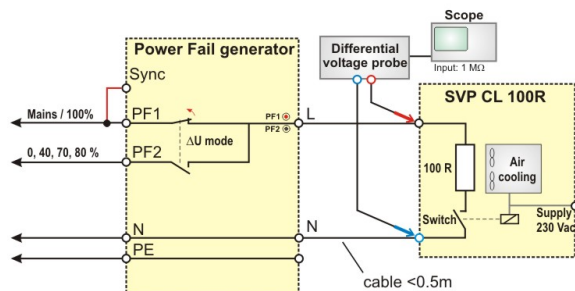 Scope
Power Fail generator
Differential
voltage probe
Input: 1 MΩ
Sync
SVP CL 100R
Mains / 100%
PF1
PF1
L
PF2
ΔU mode
0, 40, 70, 80 %
PF2
100 R
Air
cooling
Switch
Supply
230 Vac
N
N
PE
cable <0.5m